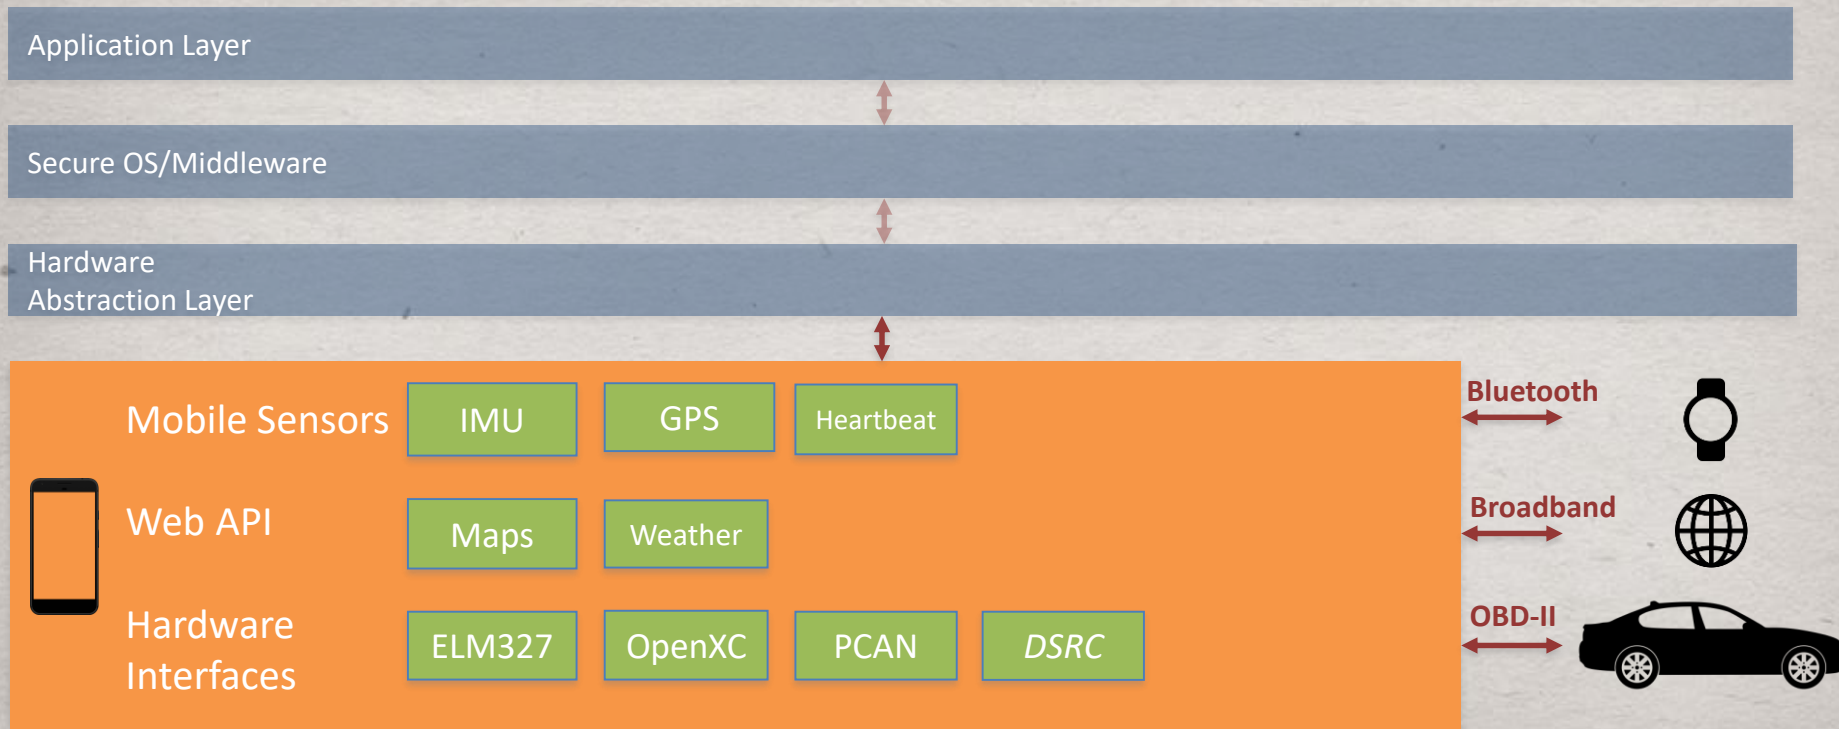 Application Layer
Secure OS/Middleware
Hardware
Abstraction Layer
Mobile Sensors
IMU
GPS
Heartbeat
Bluetooth
Web API
Maps
Weather
Broadband
Hardware
Interfaces
ELM327
OpenXC
PCAN
DSRC
OBD-II